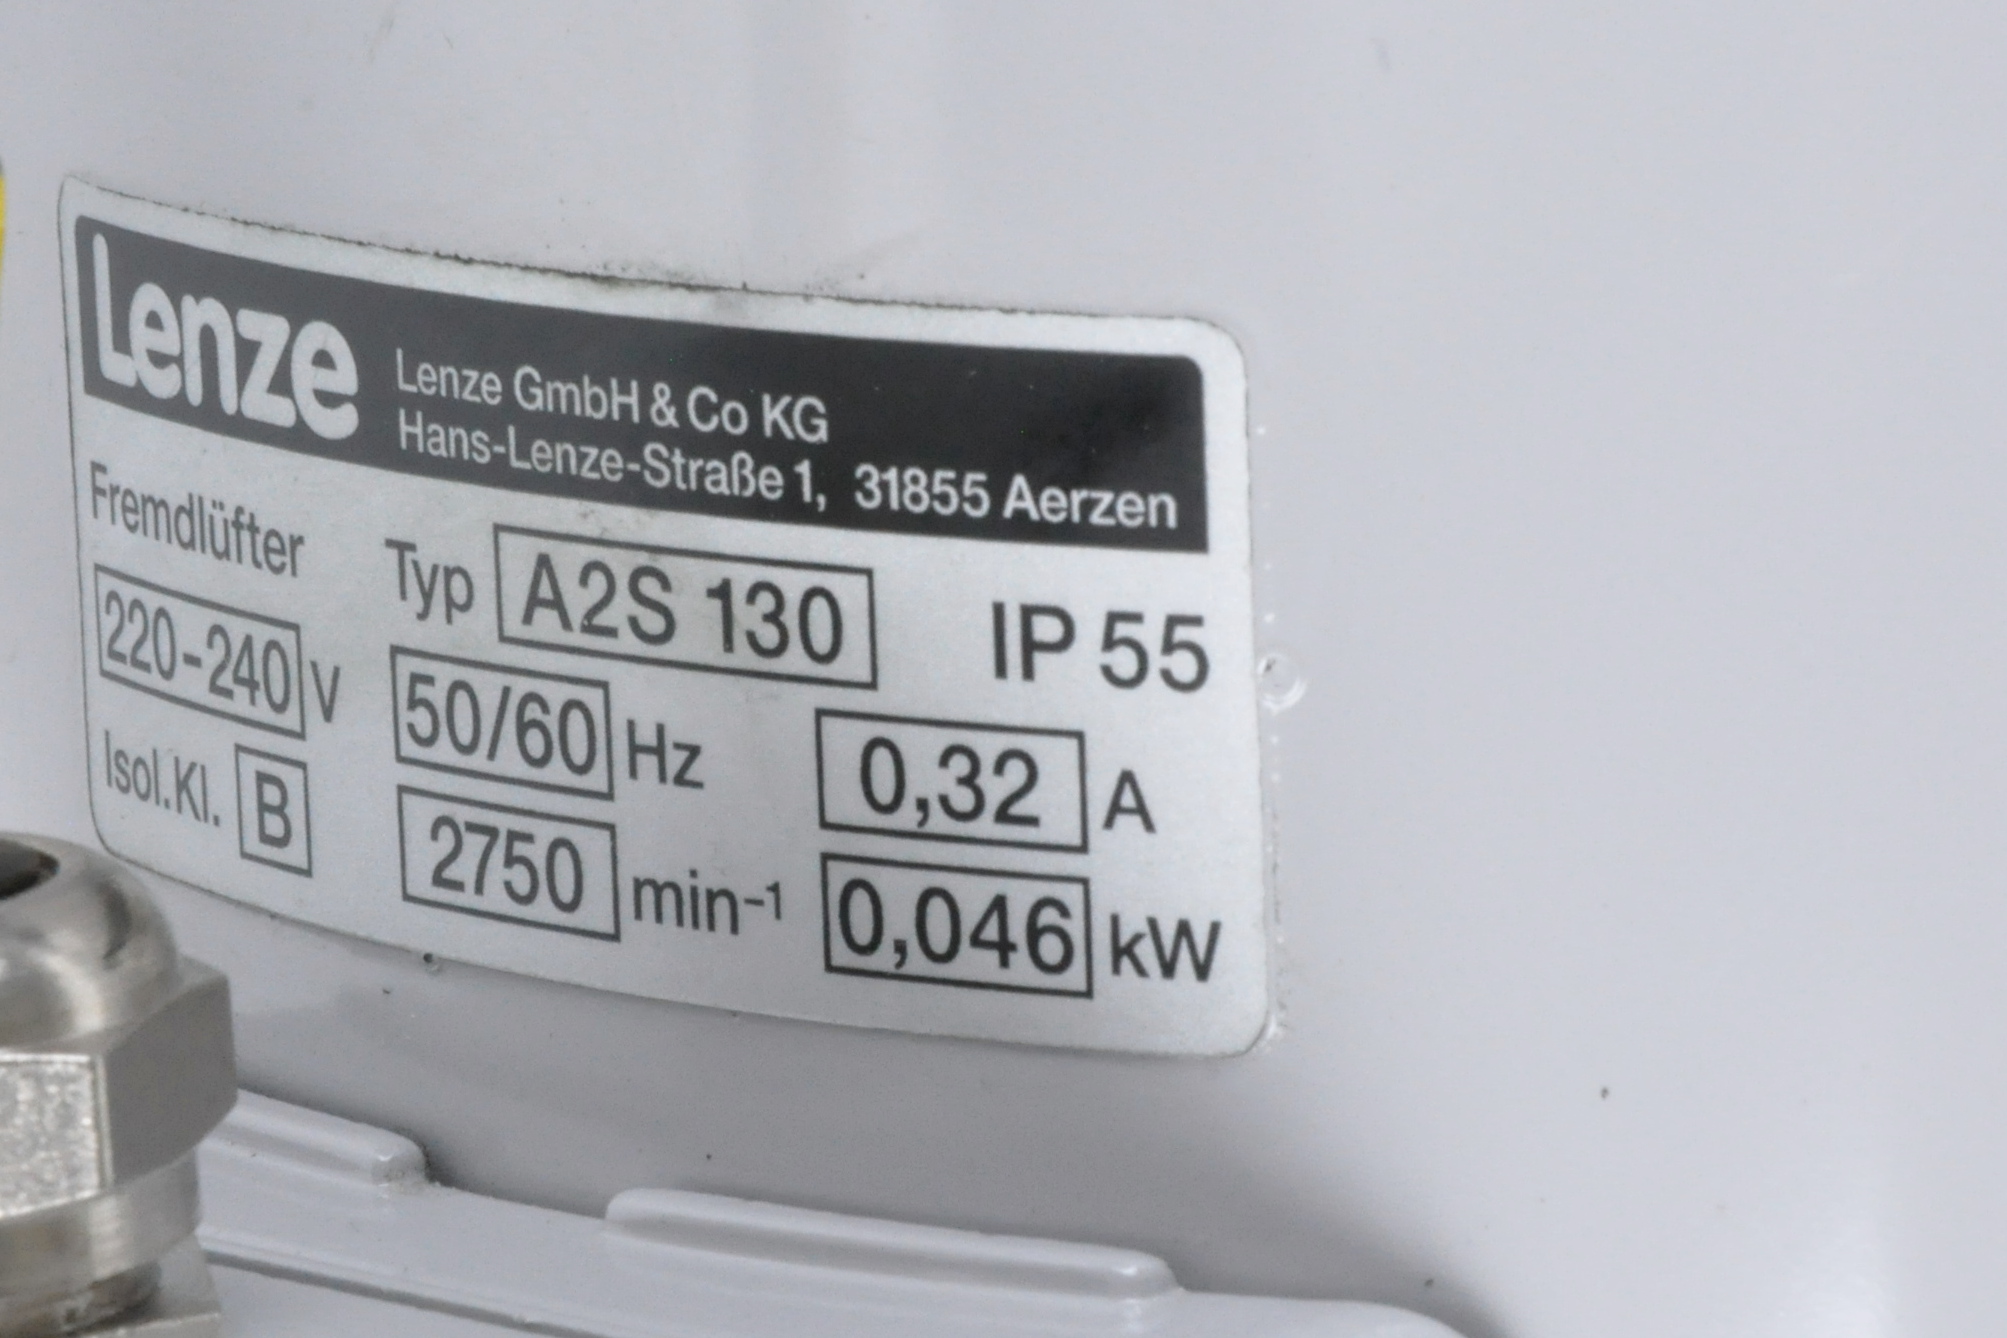 Lenze
Lenze GmbH & Co KG
Hans-Lenze-Straße 1, 31855 Aerzen
Fremdlüfter Typ A2S 130 IP 55
220-240 V 50/60 Hz 0,32 A
Isol.Kl. B 2750 min-1 0,046 kW